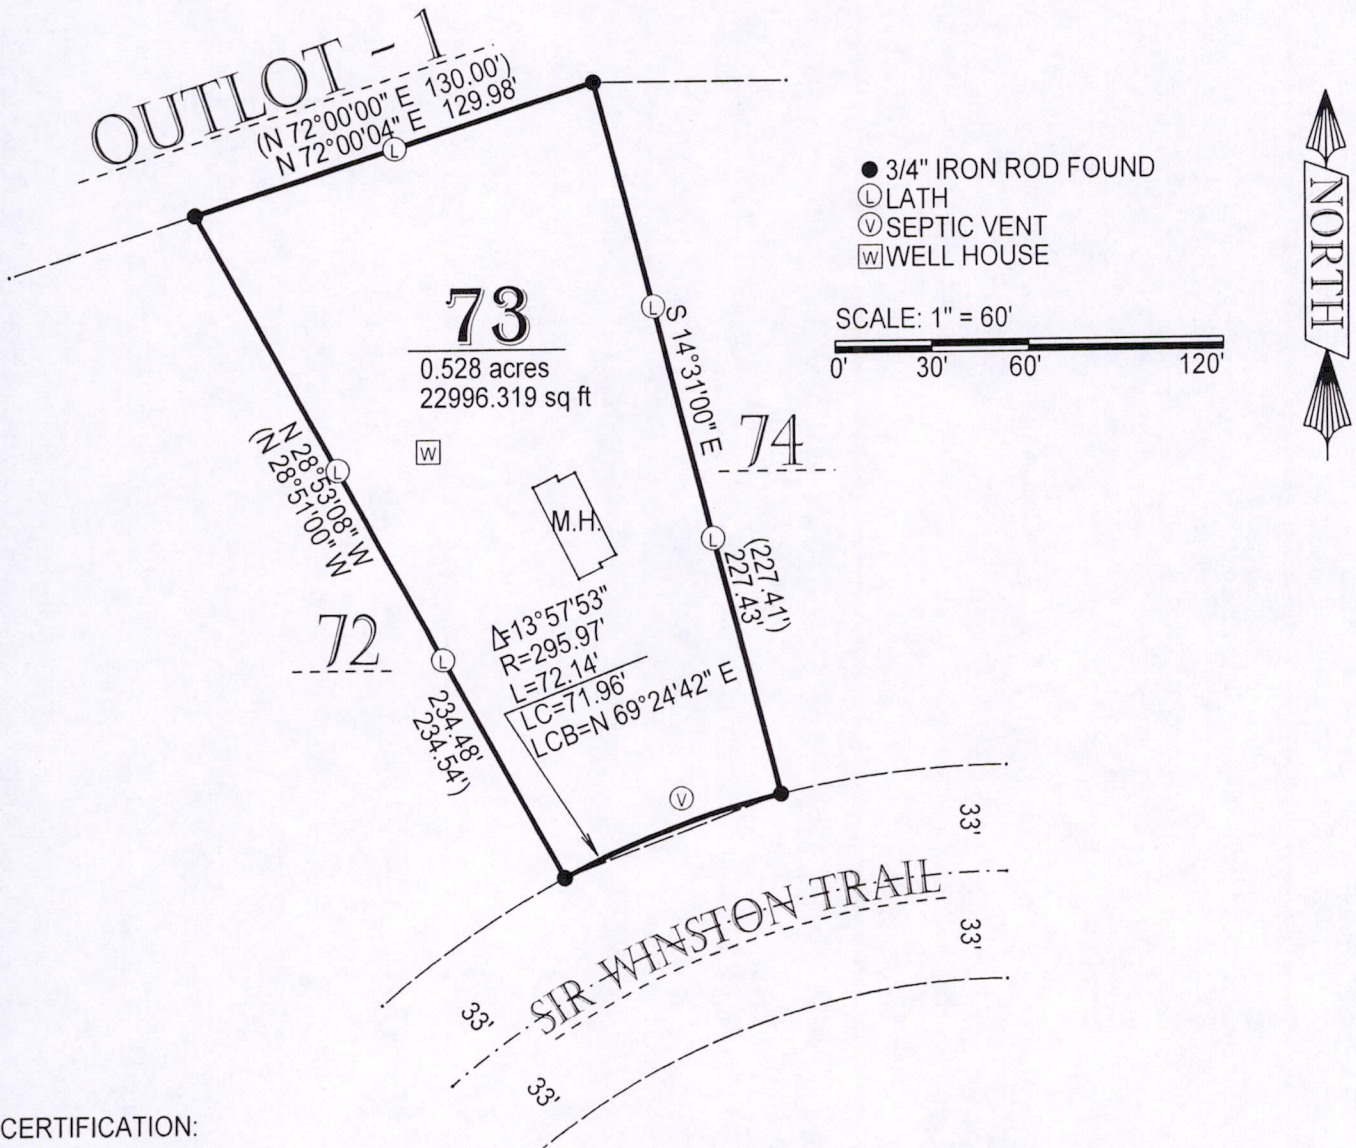 OUTLOT - 1
(N 72°00'00" E 130.00')
N 72°00'04" E 129.98'
3/4" IRON ROD FOUND
L LATH
V SEPTIC VENT
W WELL HOUSE
NORTH
SCALE: 1" = 60'
0' 30' 60' 120'
L
L
73
0.528 acres
22996.319 sq ft
S 14°31'00" E
74
W
L
N 28°53'08" W
(N 28°51'00" W
M.H.
L
(227.41')
227.43'
72
L
234.48'
234.54')
Δ=13°57'53"
R=295.97'
L=72.14'
LC=71.96'
LCB=N 69°24'42" E
V
33'
SIR WINSTON TRAIL
33'
33'
33'
CERTIFICATION: